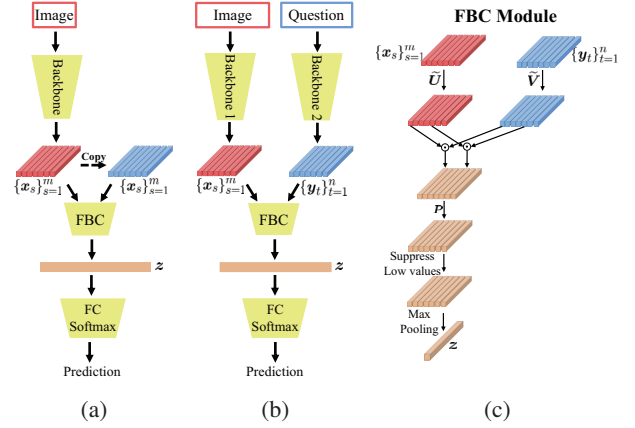 Image
Backbone
Copy
{x_s}_{s=1}^m
{x_s}_{s=1}^m
FBC
z
FC
Softmax
Prediction
(a)
Image
Question
Backbone 1
Backbone 2
{x_s}_{s=1}^m
{y_t}_{t=1}^n
FBC
z
FC
Softmax
Prediction
(b)
FBC Module
{x_s}_{s=1}^m
{y_t}_{t=1}^n
Ũ
Ṽ
P
Suppress
Low values
Max
Pooling
z
(c)